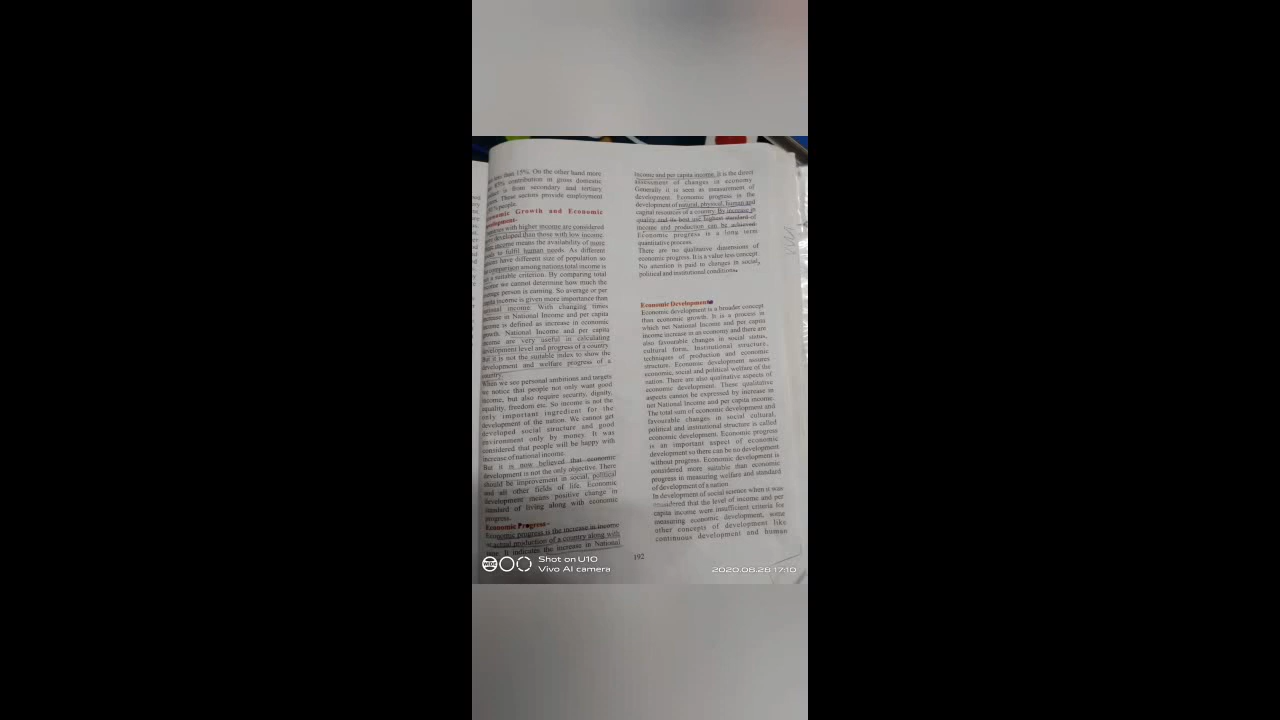 less than 15%. On the other hand more
85% contribution in gross domestic
is from secondary and tertiary
These sectors provide employment
people.
Economic Growth and Economic
Development-
with higher income are considered
developed than those with low income.
income means the availability of more
to fulfil human needs. As different
have different size of population so
comparison among nations total income is
a suitable criterion. By comparing total
we cannot determine how much the
average person is earning. So average or per
capita income is given more importance than
national income. With changing times
increase in National Income and per capita
income is defined as increase in economic
growth. National Income and per capita
income are very useful in calculating
development level and progress of a country.
But it is not the suitable index to show the
development and welfare progress of a
country.
When we see personal ambitions and targets
we notice that people not only want good
income, but also require security, dignity,
equality, freedom etc. So income is not the
only important ingredient for the
development of the nation. We cannot get
developed social structure and good
environment only by money. It was
considered that people will be happy with
increase of national income.
But it is now believed that economic
development is not the only objective. There
should be improvement in social, political
and all other fields of life. Economic
development means positive change in
standard of living along with economic
progress.
Economic Progress-
Economic progress is the increase in income
or actual production of a country along with
time. It indicates the increase in National
income and per capita income. It is the direct
assessment of changes in economy.
Generally it is seen as measurement of
development. Economic progress is the
development of natural, physical, human and
capital resources of a country. By increase in
quality and its best use highest standard of
income and production can be achieved.
Economic progress is a long term
quantitative process.
There are no qualitative dimensions of
economic progress. It is a value less concept.
No attention is paid to changes in social,
political and institutional conditions.
Economic Development
Economic development is a broader concept
than economic growth. It is a process in
which net National Income and per capita
income increase in an economy and there are
also favourable changes in social status,
cultural form, Institutional structure,
techniques of production and economic
structure. Economic development assures
economic, social and political welfare of the
nation. There are also qualitative aspects of
economic development. These qualitative
aspects cannot be expressed by increase in
net National Income and per capita income.
The total sum of economic development and
favourable changes in social cultural,
political and institutional structure is called
economic development. Economic progress
is an important aspect of economic
development so there can be no development
without progress. Economic development is
considered more suitable than economic
progress in measuring welfare and standard
of development of a nation.
In development of social science when it was
considered that the level of income and per
capita income were insufficient criteria for
measuring economic development, some
other concepts of development like
continuous development and human
192
Shot on U10
Vivo AI camera
2020.08.28 17:10